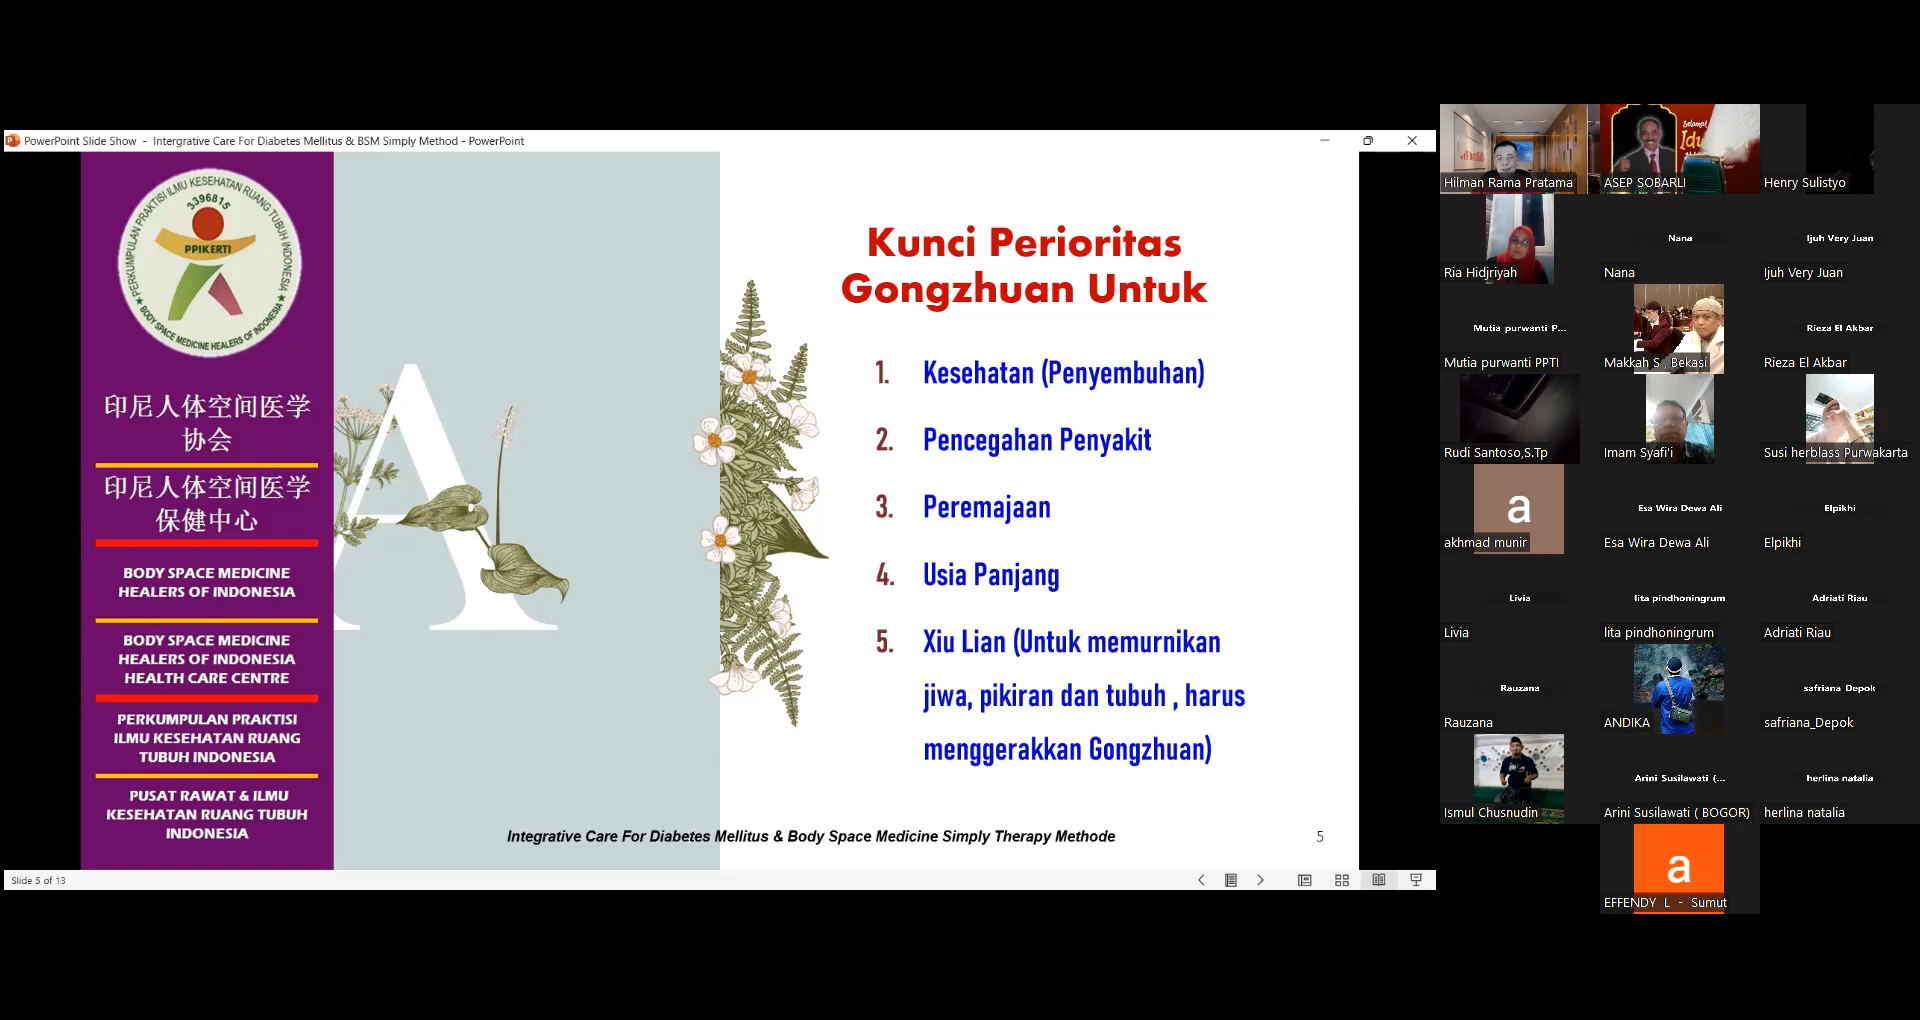 PowerPoint Slide Show - Intergrative Care For Diabetes Mellitus & BSM Simply Method - PowerPoint
PERKUMPULAN PRAKTISI ILMU KESEHATAN RUANG TUBUH INDONESIA
3396815
PPIKERTI
★ BODY SPACE MEDICINE HEALERS OF INDONESIA ★
印尼人体空间医学
协会
印尼人体空间医学
保健中心
BODY SPACE MEDICINE
HEALERS OF INDONESIA
BODY SPACE MEDICINE
HEALERS OF INDONESIA
HEALTH CARE CENTRE
PERKUMPULAN PRAKTISI
ILMU KESEHATAN RUANG
TUBUH INDONESIA
PUSAT RAWAT & ILMU
KESEHATAN RUANG TUBUH
INDONESIA
A
Kunci Perioritas
Gongzhuan Untuk
1. Kesehatan (Penyembuhan)
2. Pencegahan Penyakit
3. Peremajaan
4. Usia Panjang
5. Xiu Lian (Untuk memurnikan
jiwa, pikiran dan tubuh , harus
menggerakkan Gongzhuan)
Integrative Care For Diabetes Mellitus & Body Space Medicine Simply Therapy Methode
5
Slide 5 of 13
Hilman Rama Pratama
Selamat
ASEP SOBARLI
Henry Sulistyo
Ria Hidjriyah
Nana
Nana
Ijuh Very Juan
Ijuh Very Juan
Mutia purwanti P...
Mutia purwanti PPTI
Makkah S , Bekasi
Rieza El Akbar
Rieza El Akbar
Rudi Santoso,S.Tp
Imam Syafi'i
Susi herblass Purwakarta
a
akhmad munir
Esa Wira Dewa Ali
Esa Wira Dewa Ali
Elpikhi
Elpikhi
Livia
Livia
lita pindhoningrum
lita pindhoningrum
Adriati Riau
Adriati Riau
Rauzana
Rauzana
ANDIKA
safriana_Depok
safriana_Depok
Ismul Chusnudin
Arini Susilawati (...
Arini Susilawati ( BOGOR)
herlina natalia
herlina natalia
a
EFFENDY L - Sumut